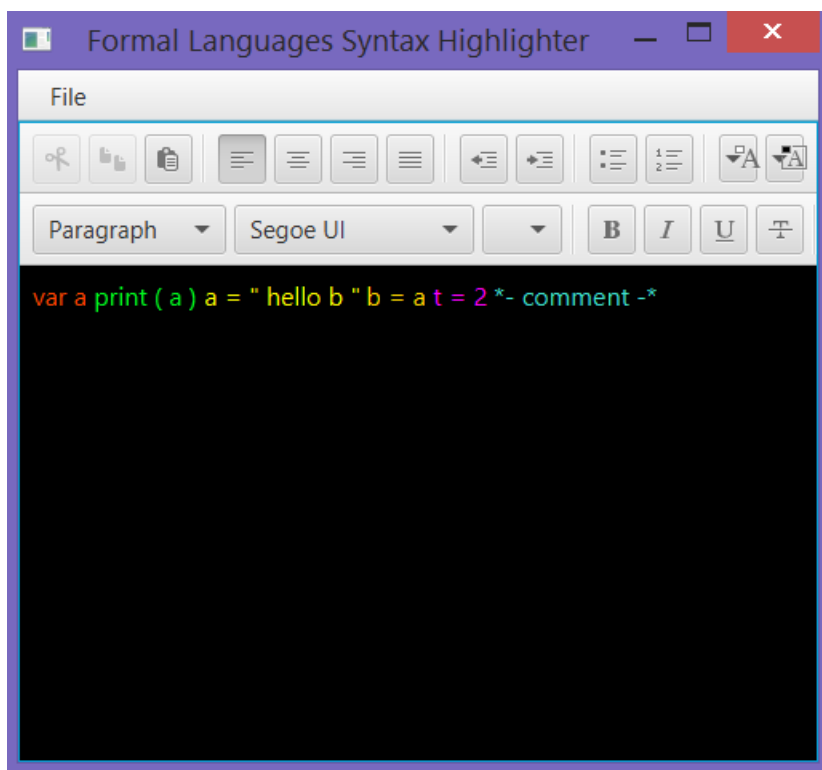 Formal Languages Syntax Highlighter
File
Paragraph Segoe UI B I U T
var a print ( a ) a = " hello b " b = a t = 2 *- comment -*